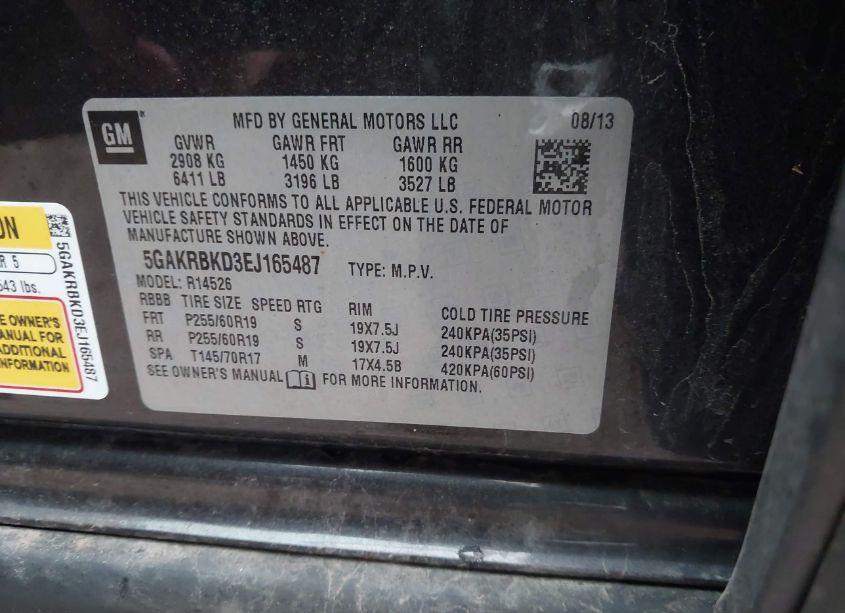 GM
MFD BY GENERAL MOTORS LLC 08/13
GVWR GAWR FRT GAWR RR
2908 KG 1450 KG 1600 KG
6411 LB 3196 LB 3527 LB
THIS VEHICLE CONFORMS TO ALL APPLICABLE U.S. FEDERAL MOTOR
VEHICLE SAFETY STANDARDS IN EFFECT ON THE DATE OF
MANUFACTURE SHOWN ABOVE.
5GAKRBKD3EJ165487 TYPE: M.P.V.
MODEL: R14526
RBBB TIRE SIZE SPEED RTG RIM COLD TIRE PRESSURE
FRT P255/60R19 S 19X7.5J 240KPA(35PSI)
RR P255/60R19 S 19X7.5J 240KPA(35PSI)
SPA T145/70R17 M 17X4.5B 420KPA(60PSI)
SEE OWNER'S MANUAL FOR MORE INFORMATION.
ON
R 5
543 lbs.
E OWNER'S
ANUAL FOR
ADDITIONAL
INFORMATION
5GAKRBKD3EJ165487